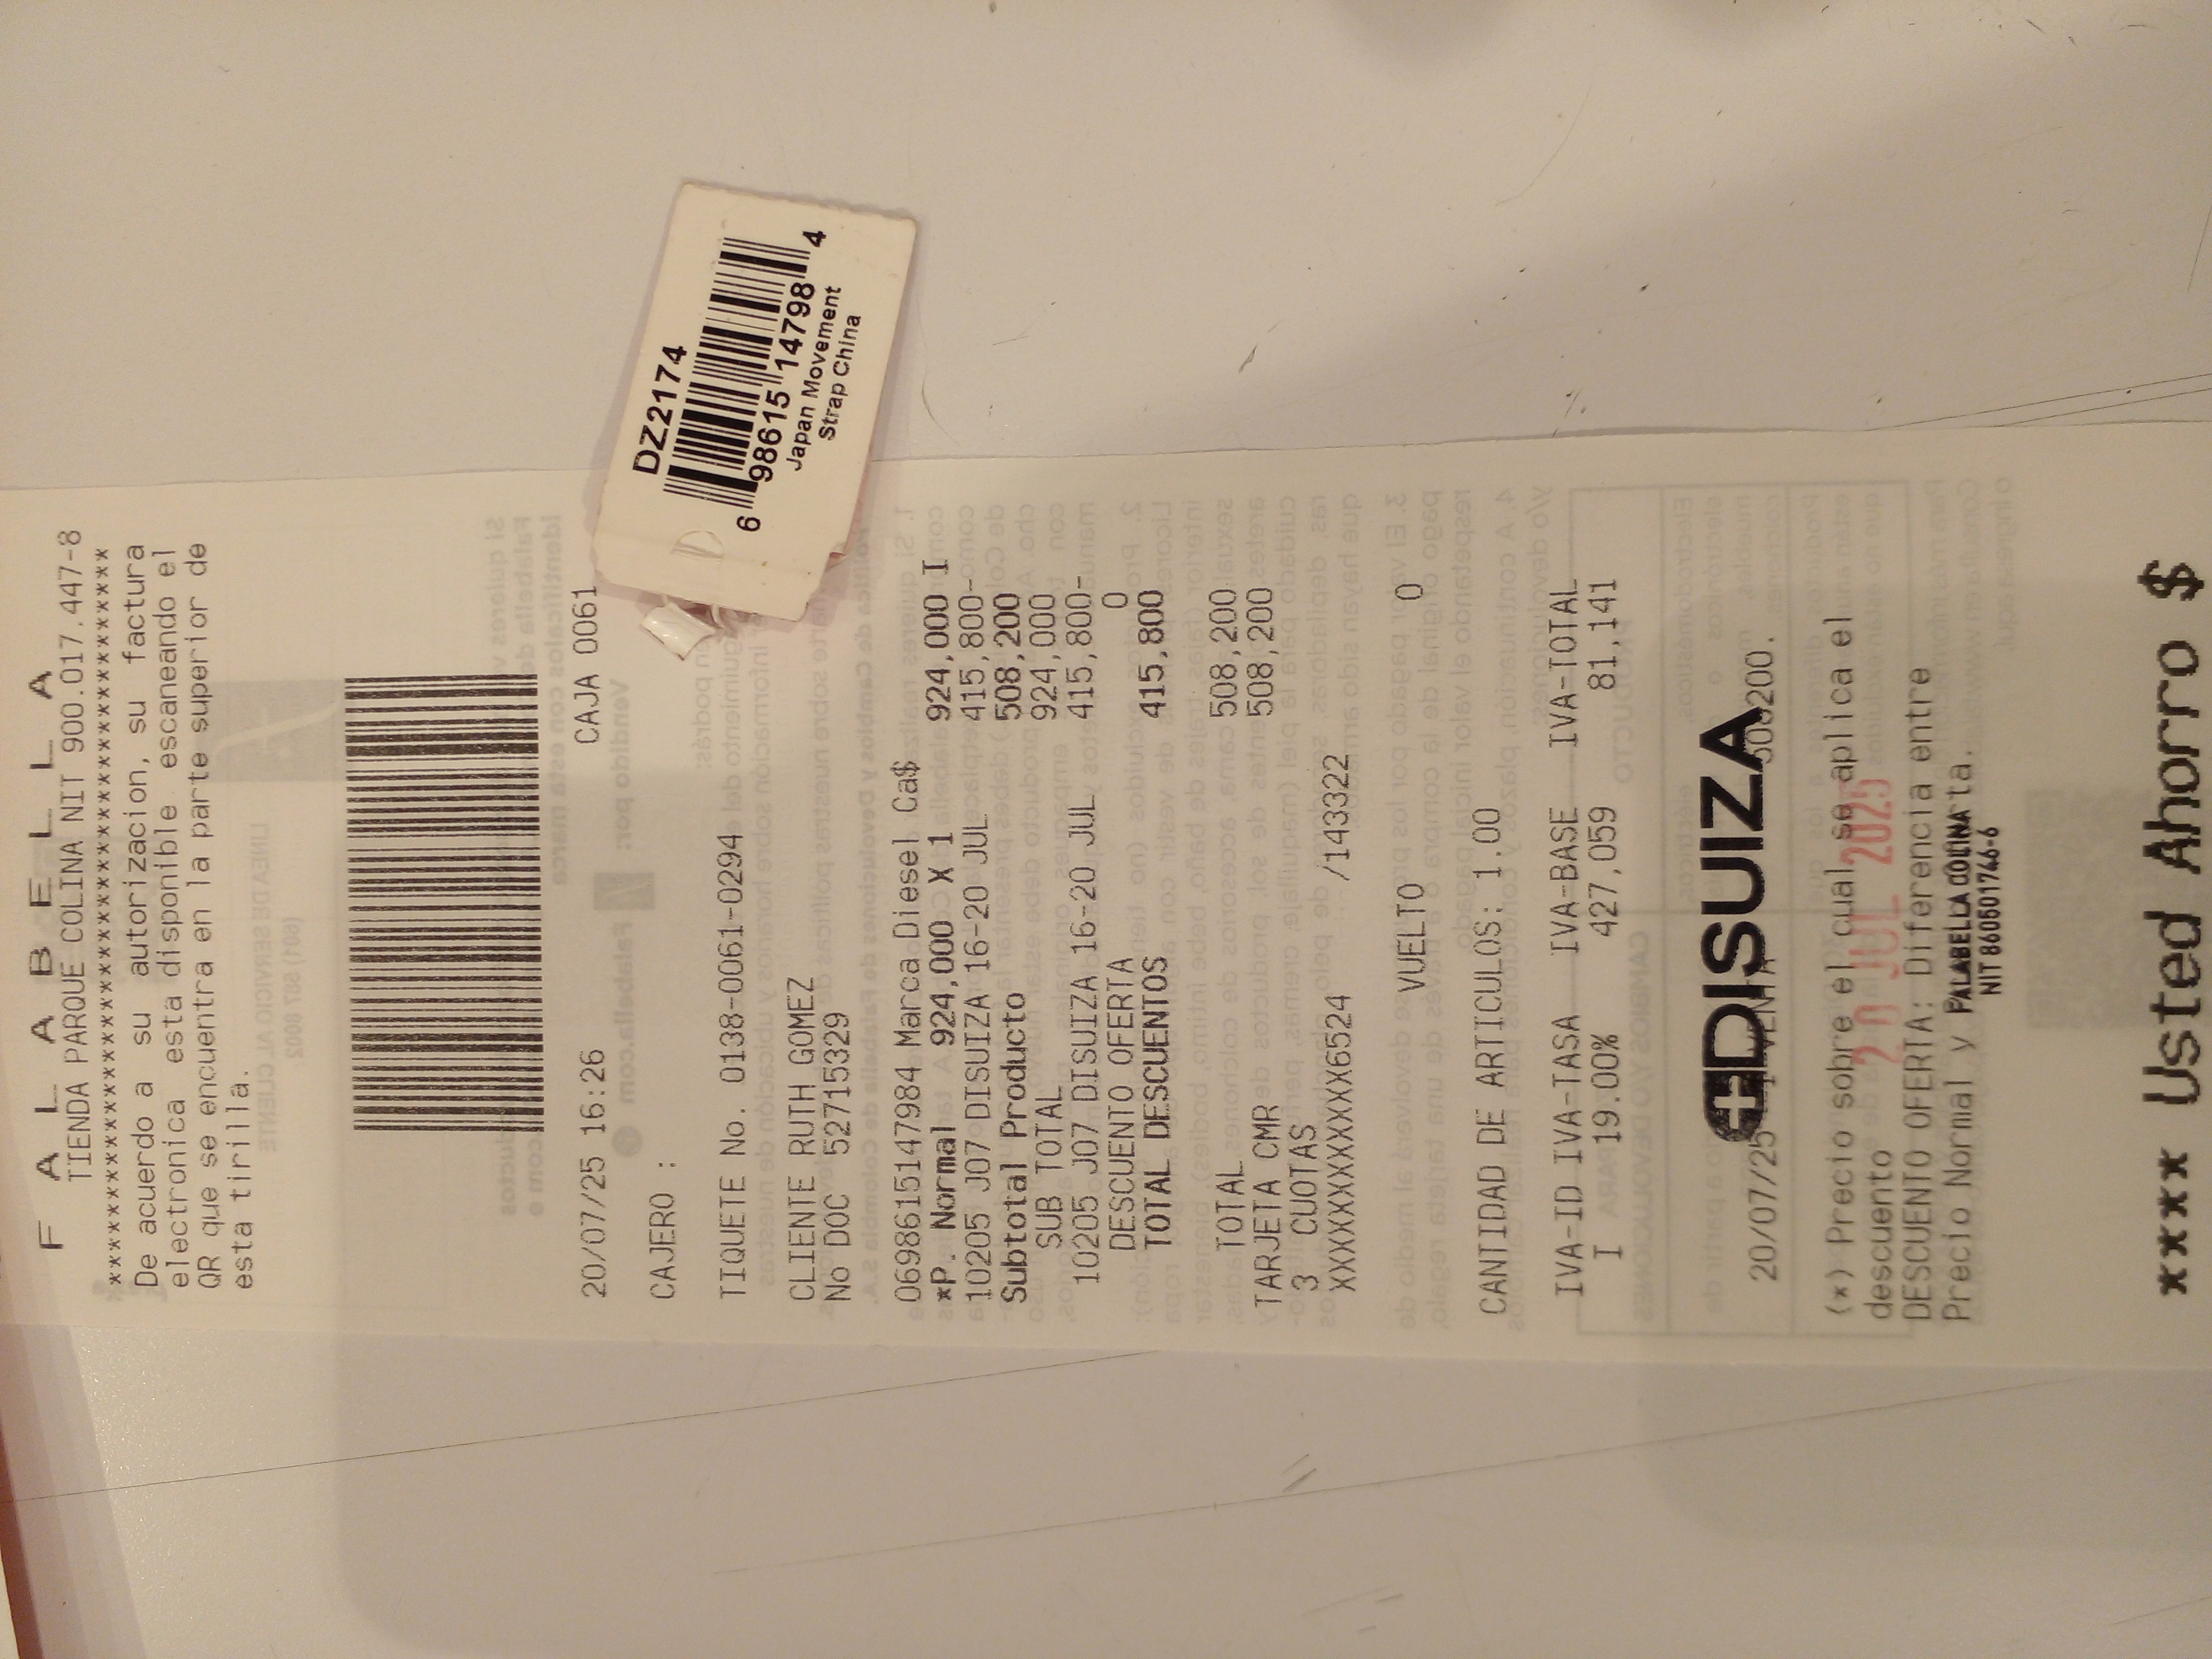 F A L A B E L L A
TIENDA PARQUE COLINA NIT 900.017.447-8
****************************************
De acuerdo a su autorizacion, su factura
electronica esta disponible escaneando el
QR que se encuentra en la parte superior de
esta tirilla.
20/07/25 16:26 CAJA 0061
CAJERO :
TIQUETE No. 0138-0061-0294
CLIENTE RUTH GOMEZ
No DOC 52715329
0698615147984 Marca Diesel Ca$
*P. Normal 924,000 X 1 924,000 I
10205 J07 DISUIZA 16-20 JUL 415,800-
Subtotal Producto 508,200
SUB TOTAL 924,000
10205 J07 DISUIZA 16-20 JUL 415,800-
DESCUENTO OFERTA 0
TOTAL DESCUENTOS 415,800
TOTAL 508,200
TARJETA CMR 508,200
3 CUOTAS
XXXXXXXXXXXX6524 /143322
VUELTO 0
CANTIDAD DE ARTICULOS: 1.00
IVA-ID IVA-TASA IVA-BASE IVA-TOTAL
I 19.00% 427,059 81,141
DISUIZA
20/07/25 VENTA 508200.
(*) Precio sobre el cual se aplica el
descuento
DESCUENTO OFERTA: Diferencia entre
Precio Normal y
20 JUL 2025
FALABELLA COLINA
NIT 860501746-6
**** Usted Ahorro $
DZ2174
6 98615 14798 4
Japan Movement
Strap China